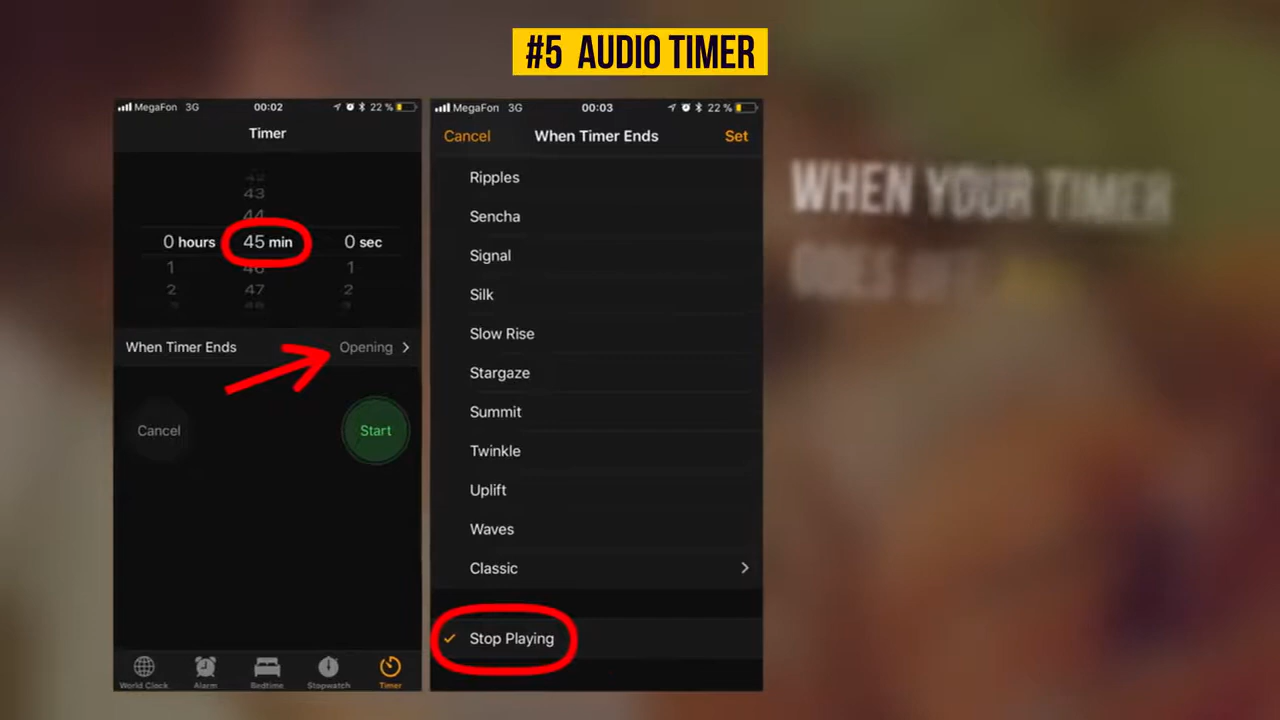 #5 AUDIO TIMER
MegaFon 3G 00:02 22 %
Timer
43
44
0 hours 45 min 0 sec
1 46 1
2 47 2
When Timer Ends Opening
Cancel Start
World Clock Alarm Bedtime Stopwatch Timer
MegaFon 3G 00:03 22 %
Cancel When Timer Ends Set
Ripples
Sencha
Signal
Silk
Slow Rise
Stargaze
Summit
Twinkle
Uplift
Waves
Classic
Stop Playing
WHEN YOUR TIMER
GOES OFF